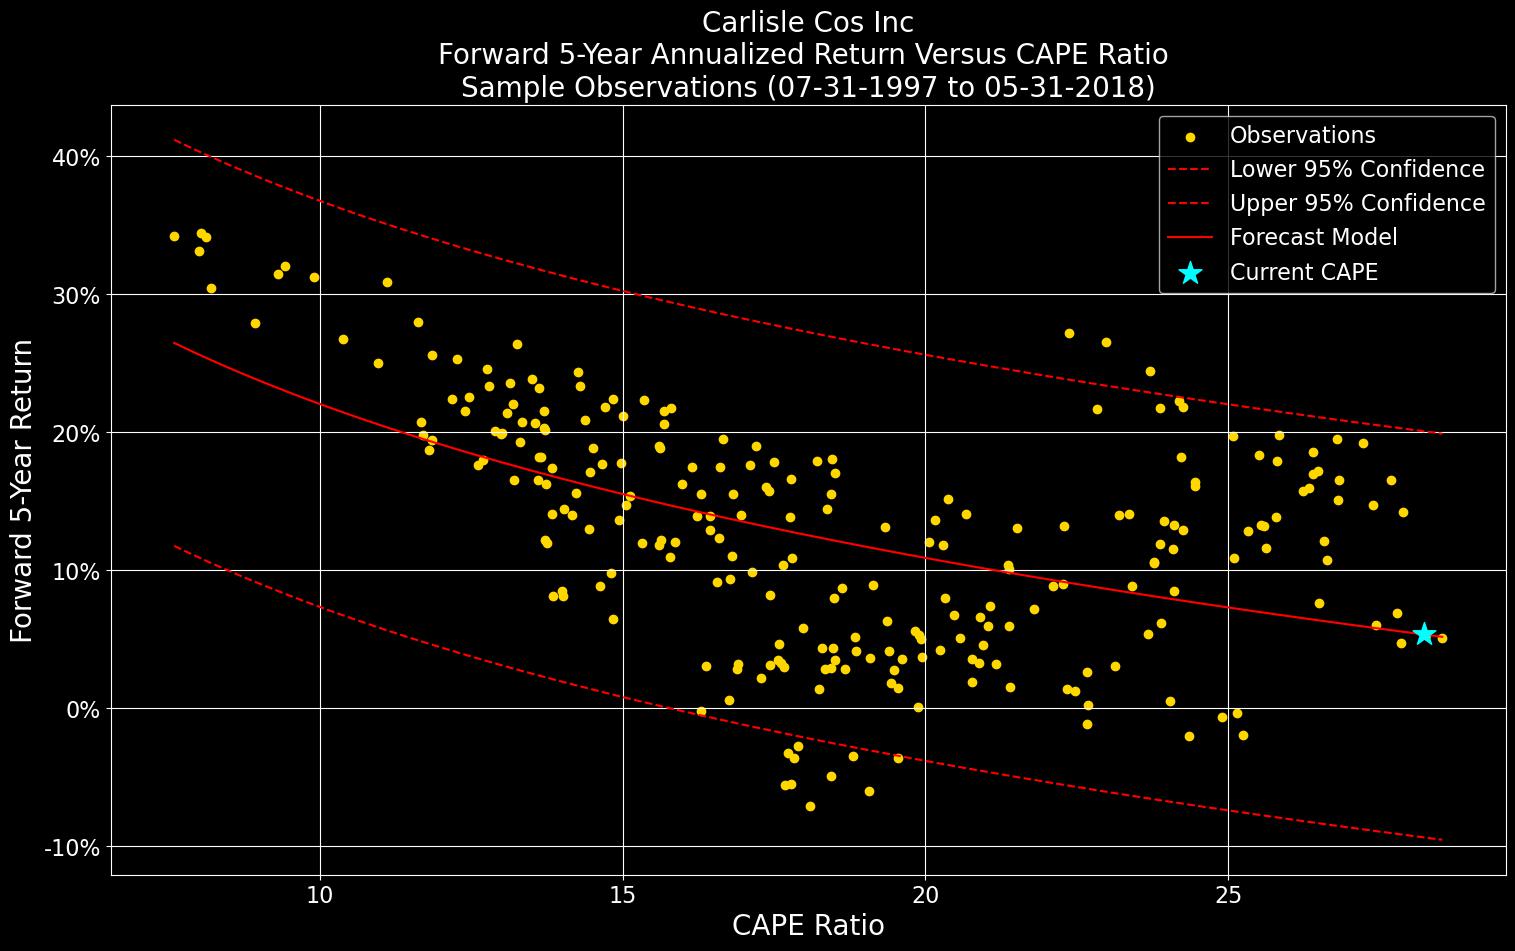 Carlisle Cos Inc
Forward 5-Year Annualized Return Versus CAPE Ratio
Sample Observations (07-31-1997 to 05-31-2018)
Observations
Lower 95% Confidence
Upper 95% Confidence
Forecast Model
Current CAPE
Forward 5-Year Return
40%
30%
20%
10%
0%
-10%
10 15 20 25
CAPE Ratio